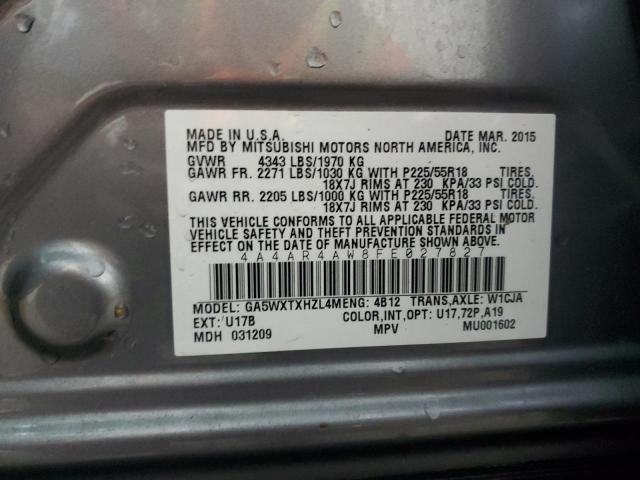 MADE IN U.S.A. DATE MAR. 2015
MFD BY MITSUBISHI MOTORS NORTH AMERICA, INC.
GVWR 4343 LBS/1970 KG
GAWR FR. 2271 LBS/1030 KG WITH P225/55R18 TIRES,
18X7J RIMS AT 230 KPA/33 PSI COLD.
GAWR RR. 2205 LBS/1000 KG WITH P225/55R18 TIRES,
18X7J RIMS AT 230 KPA/33 PSI COLD.
THIS VEHICLE CONFORMS TO ALL APPLICABLE FEDERAL MOTOR
VEHICLE SAFETY AND THEFT PREVENTION STANDARDS IN
EFFECT ON THE DATE OF MANUFACTURE SHOWN ABOVE.
4A4AR4AW8FE027827
MODEL: GA5WXTXHZL4MENG: 4B12 TRANS,AXLE: W1CJA
EXT: U17B COLOR,INT,OPT: U17,72P,A19
MDH 031209 MPV MU001602